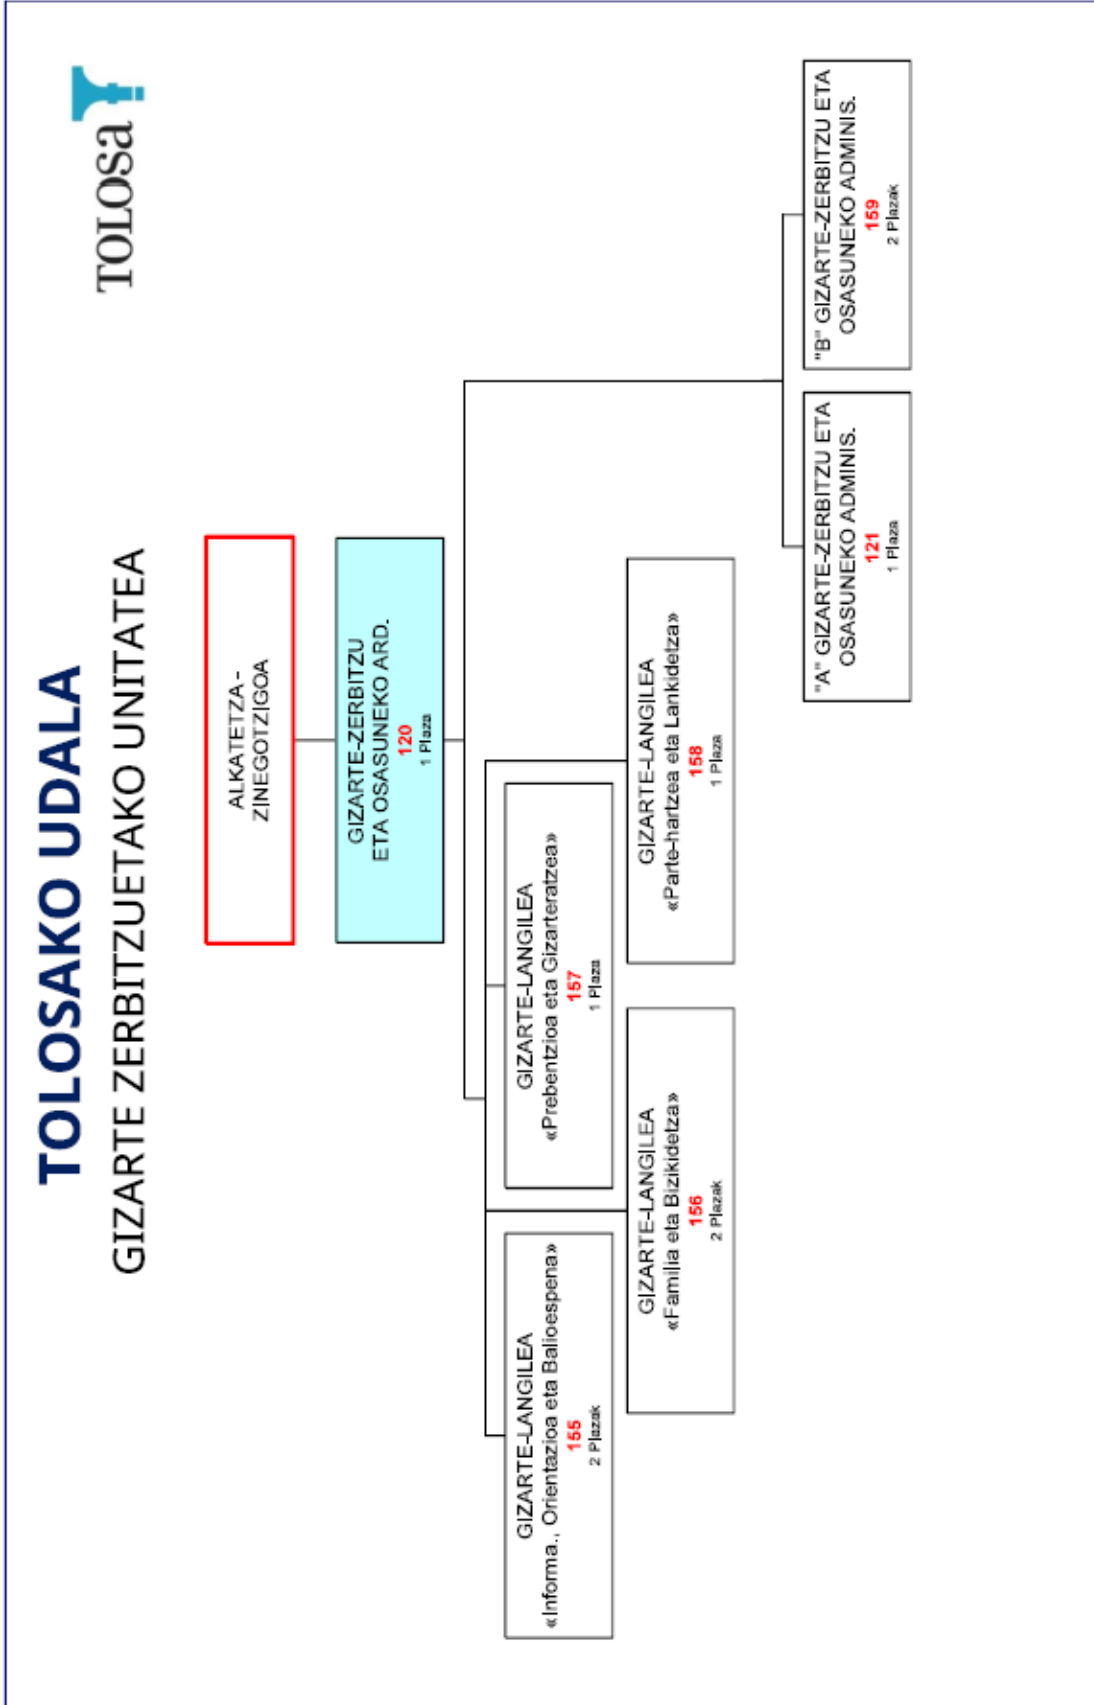 TOLOSAKO UDALA
GIZARTE ZERBITZUETAKO UNITATEA
TOLOSA
ALKATETZA -
ZINEGOTZIGOA
GIZARTE-ZERBITZU
ETA OSASUNEKO ARD.
120
1 Plaza
GIZARTE-LANGILEA
«Informa., Orientazioa eta Balioespena»
155
2 Plazak
GIZARTE-LANGILEA
«Prebentzioa eta Gizarteratzea»
157
1 Plaza
GIZARTE-LANGILEA
«Familia eta Bizikidetza»
156
2 Plazak
GIZARTE-LANGILEA
«Parte-hartzea eta Lankidetza»
158
1 Plaza
"A" GIZARTE-ZERBITZU ETA
OSASUNEKO ADMINIS.
121
1 Plaza
"B" GIZARTE-ZERBITZU ETA
OSASUNEKO ADMINIS.
159
2 Plazak